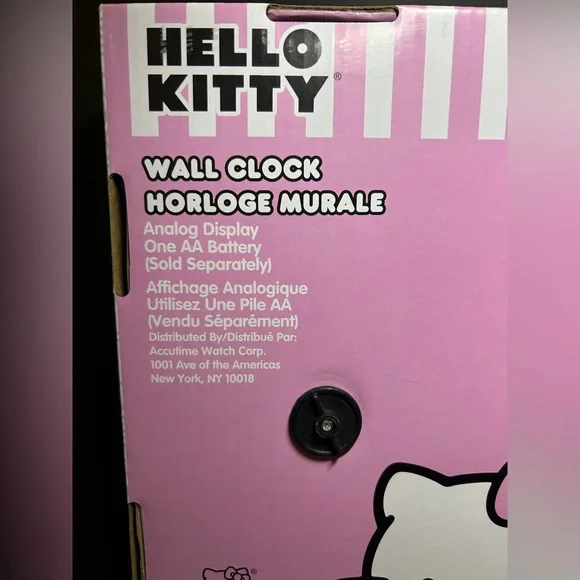 HELLO
KITTY®
WALL CLOCK
HORLOGE MURALE
Analog Display
One AA Battery
(Sold Separately)
Affichage Analogique
Utilisez Une Pile AA
(Vendu Séparément)
Distributed By/Distribué Par:
Accutime Watch Corp.
1001 Ave of the Americas
New York, NY 10018
®